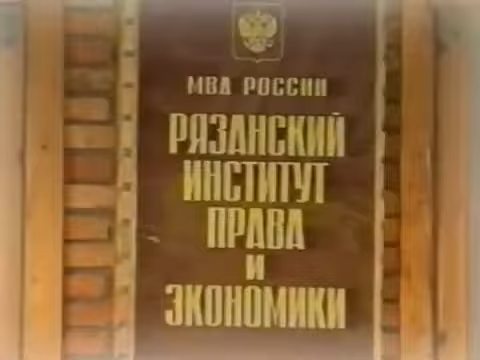 МВД РОССИИ
РЯЗАНСКИЙ
ИНСТИТУТ
ПРАВА
И
ЭКОНОМИКИ